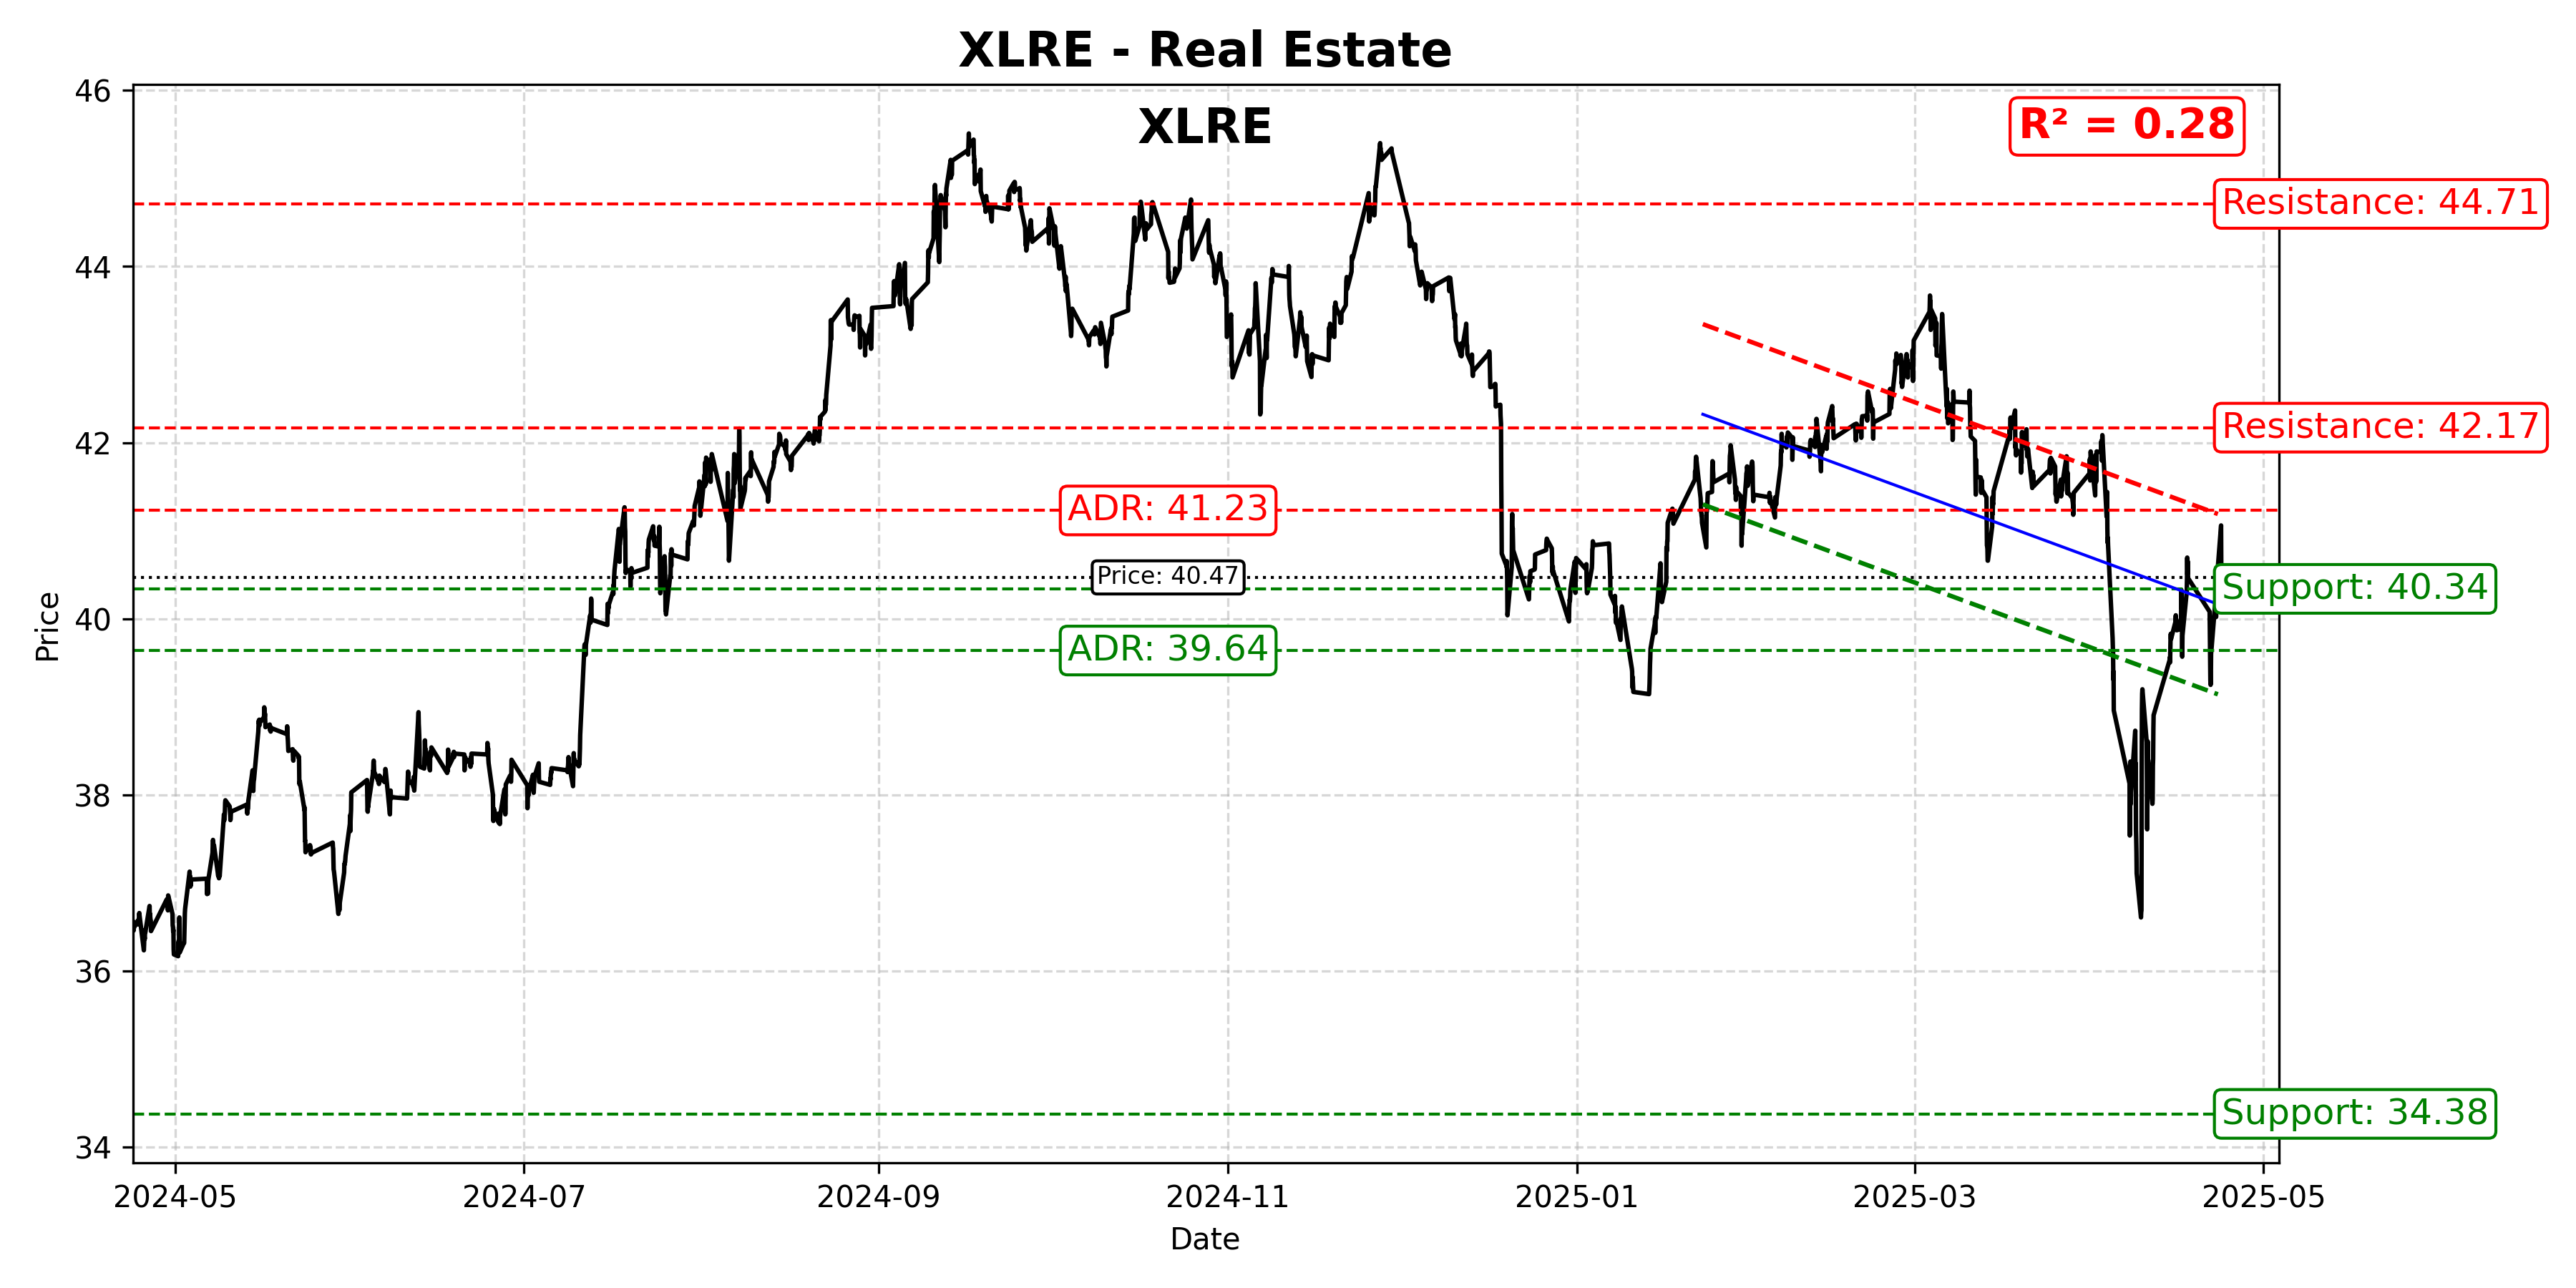 XLRE - Real Estate
XLRE
R² = 0.28
46
44
42
40
38
36
34
Price
Resistance: 44.71
Resistance: 42.17
ADR: 41.23
Price: 40.47
Support: 40.34
ADR: 39.64
Support: 34.38
2024-05
2024-07
2024-09
2024-11
2025-01
2025-03
2025-05
Date